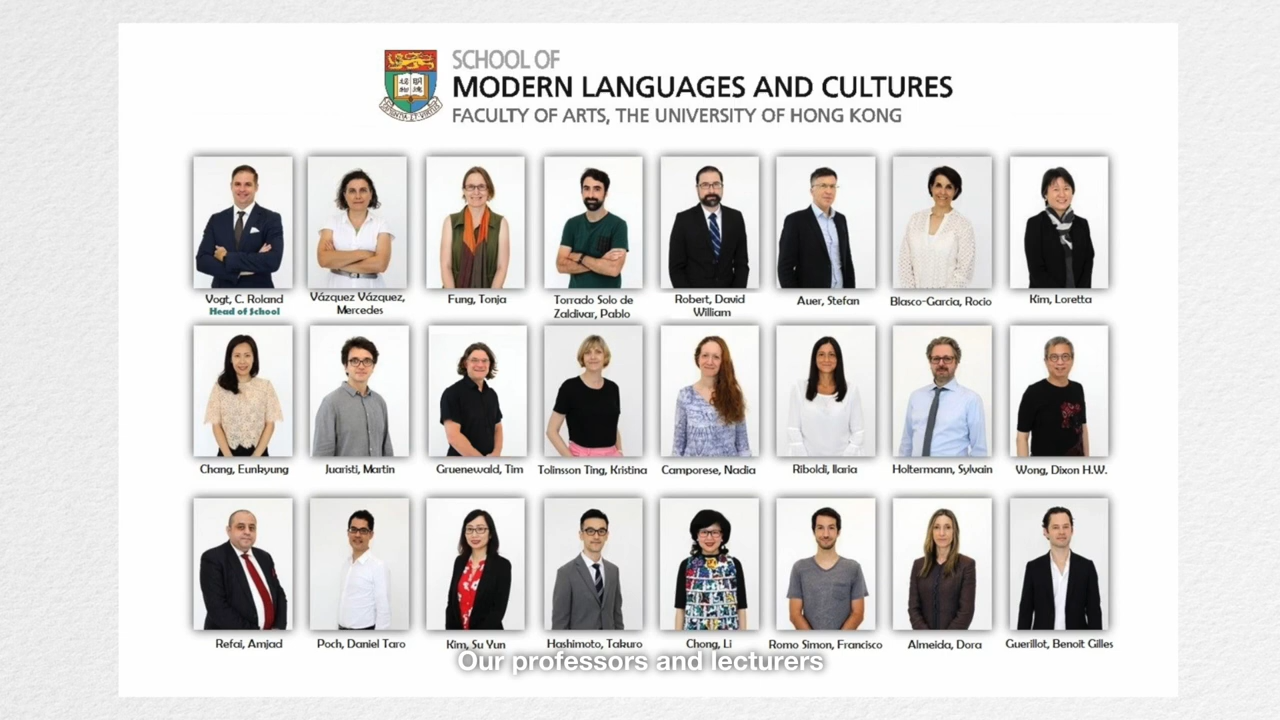 SCHOOL OF
MODERN LANGUAGES AND CULTURES
FACULTY OF ARTS, THE UNIVERSITY OF HONG KONG
Vogt, C. Roland
Head of School
Vázquez Vázquez,
Mercedes
Fung, Tonja
Torrado Solo de
Zaldivar, Pablo
Robert, David
William
Auer, Stefan
Blasco-Garcia, Rocio
Kim, Loretta
Chang, Eunkyung
Juaristi, Martin
Gruenewald, Tim
Tolinsson Ting, Kristina
Camporese, Nadia
Riboldi, Ilaria
Holtermann, Sylvain
Wong, Dixon H.W.
Refai, Amjad
Poch, Daniel Taro
Kim, Su Yun
Hashimoto, Takuro
Chong, Li
Romo Simon, Francisco
Almeida, Dora
Guerillot, Benoit Gilles
Our professors and lecturers